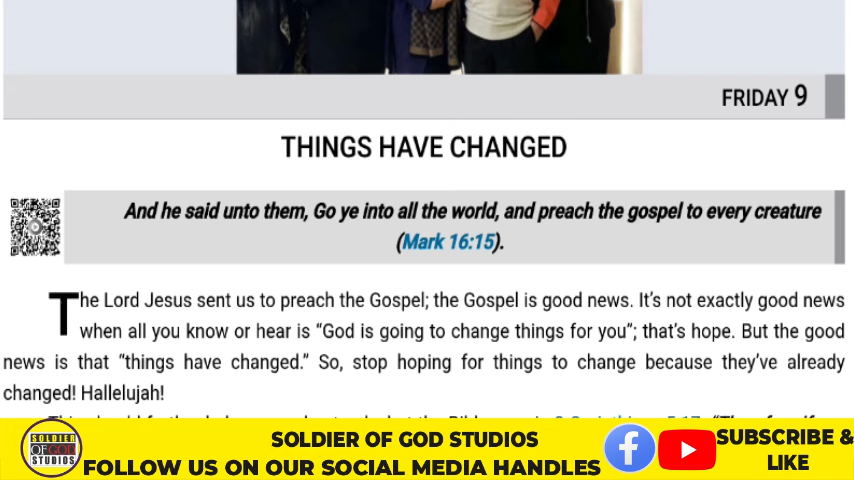 FRIDAY 9
THINGS HAVE CHANGED
And he said unto them, Go ye into all the world, and preach the gospel to every creature
(Mark 16:15).
The Lord Jesus sent us to preach the Gospel; the Gospel is good news. It's not exactly good news
when all you know or hear is “God is going to change things for you”; that's hope. But the good
news is that “things have changed.” So, stop hoping for things to change because they've already
changed! Hallelujah!
SOLDIER
OF GOD
STUDIOS
SOLDIER OF GOD STUDIOS
FOLLOW US ON OUR SOCIAL MEDIA HANDLES
SUBSCRIBE &
LIKE